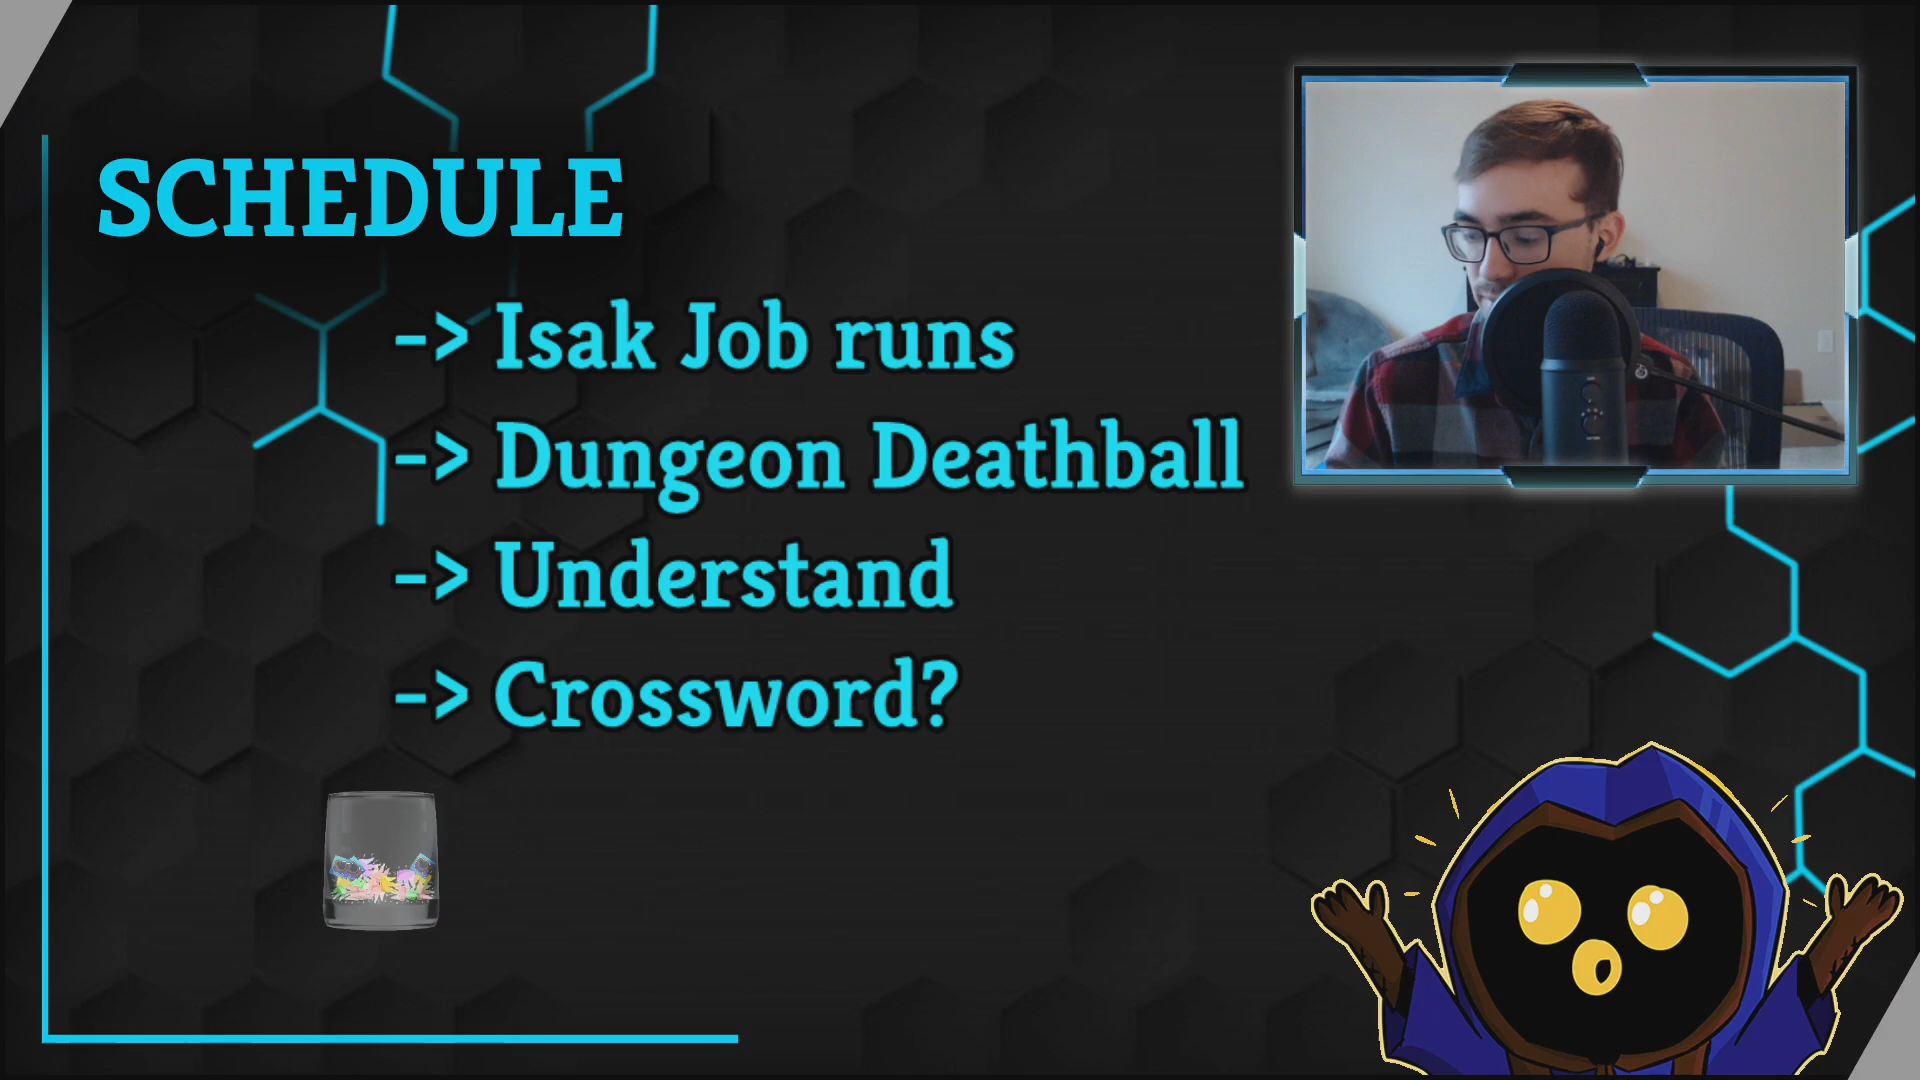 SCHEDULE
-> Isak Job runs
-> Dungeon Deathball
-> Understand
-> Crossword?